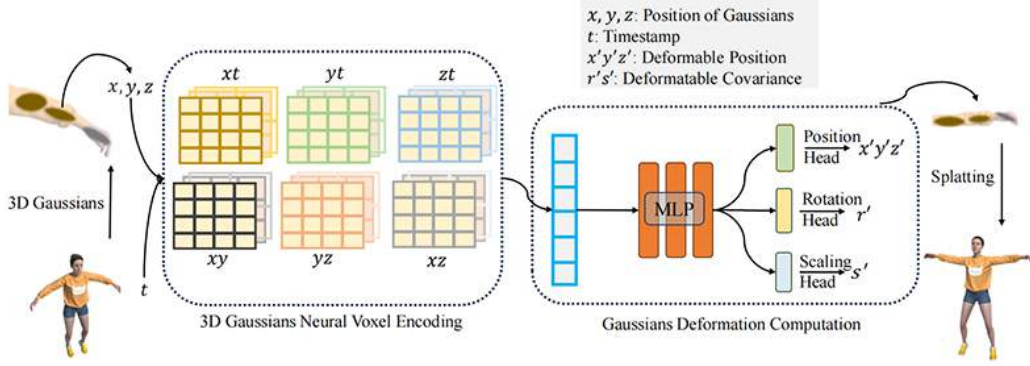 x, y, z: Position of Gaussians
t: Timestamp
x′y′z′: Deformable Position
r′s′: Deformatable Covariance
x, y, z
3D Gaussians
t
xt
yt
zt
xy
yz
xz
3D Gaussians Neural Voxel Encoding
MLP
Position
Head
x′y′z′
Rotation
Head
r′
Scaling
Head
s′
Gaussians Deformation Computation
Splatting